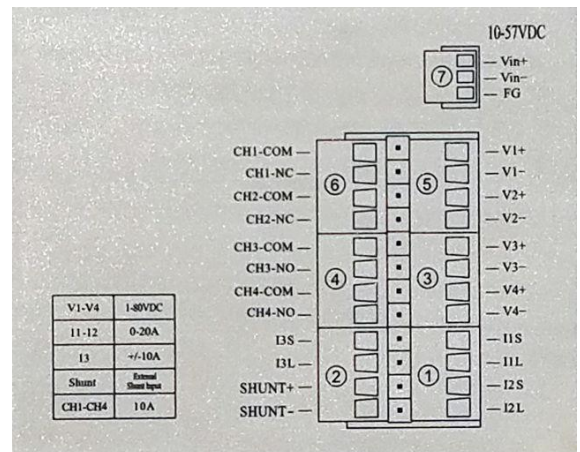 10-57VDC
Vin+
⑦ Vin-
FG
CH1-COM V1+
CH1-NC V1-
⑥ ⑤
CH2-COM V2+
CH2-NC V2-
CH3-COM V3+
CH3-NO V3-
④ ③
CH4-COM V4+
CH4-NO V4-
I3S I1S
I3L I1L
② ①
SHUNT+ I2S
SHUNT- I2L
V1-V4 1-80VDC
I1-I2 0-20A
I3 +/-10A
Shunt External
Shunt Input
CH1-CH4 10A